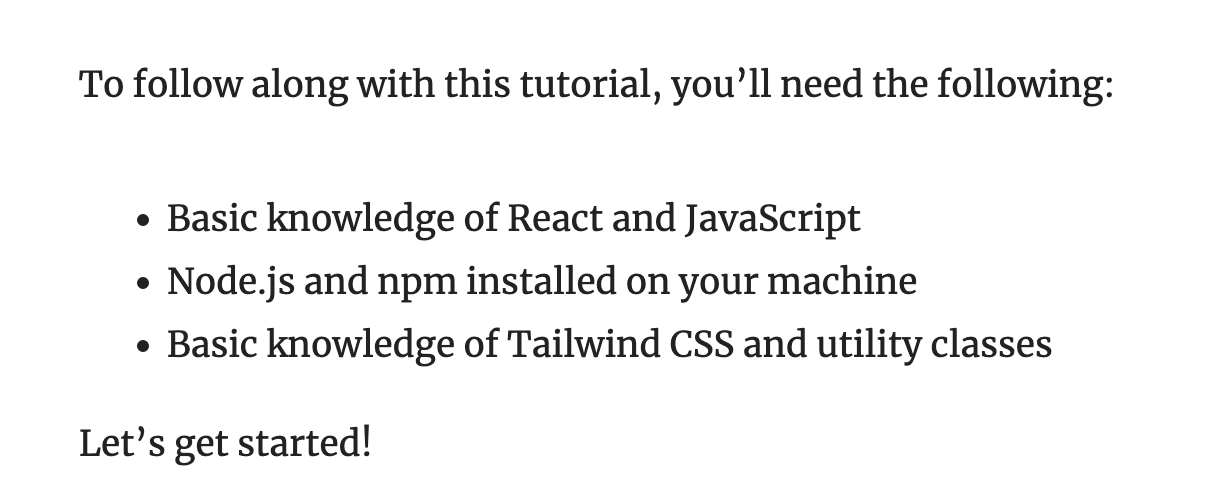 To follow along with this tutorial, you’ll need the following:
• Basic knowledge of React and JavaScript
• Node.js and npm installed on your machine
• Basic knowledge of Tailwind CSS and utility classes
Let’s get started!